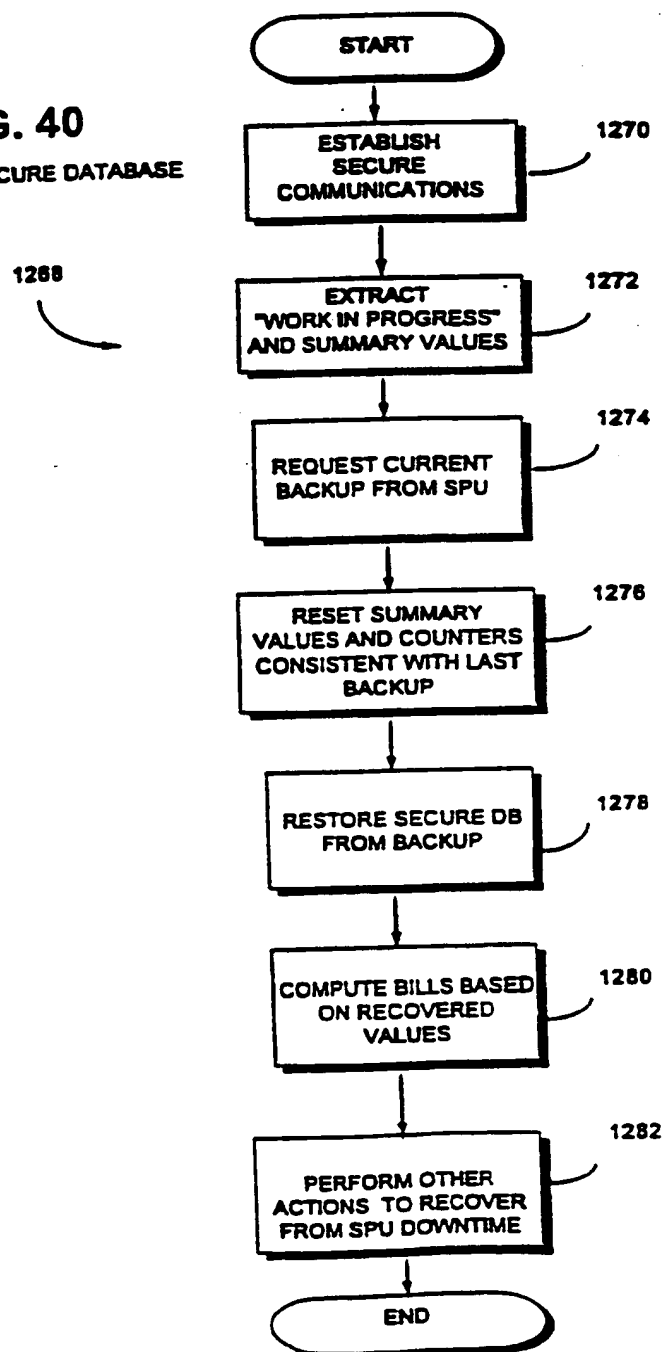 START
G. 40
CURE DATABASE
1268
ESTABLISH
SECURE
COMMUNICATIONS
1270
EXTRACT
"WORK IN PROGRESS"
AND SUMMARY VALUES
1272
REQUEST CURRENT
BACKUP FROM SPU
1274
RESET SUMMARY
VALUES AND COUNTERS
CONSISTENT WITH LAST
BACKUP
1276
RESTORE SECURE DB
FROM BACKUP
1278
COMPUTE BILLS BASED
ON RECOVERED
VALUES
1280
PERFORM OTHER
ACTIONS TO RECOVER
FROM SPU DOWNTIME
1282
END